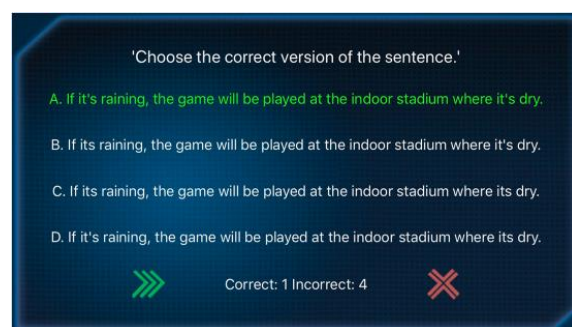 'Choose the correct version of the sentence.'
A. If it's raining, the game will be played at the indoor stadium where it's dry.
B. If its raining, the game will be played at the indoor stadium where it's dry.
C. If its raining, the game will be played at the indoor stadium where its dry.
D. If it's raining, the game will be played at the indoor stadium where its dry.
Correct: 1 Incorrect: 4